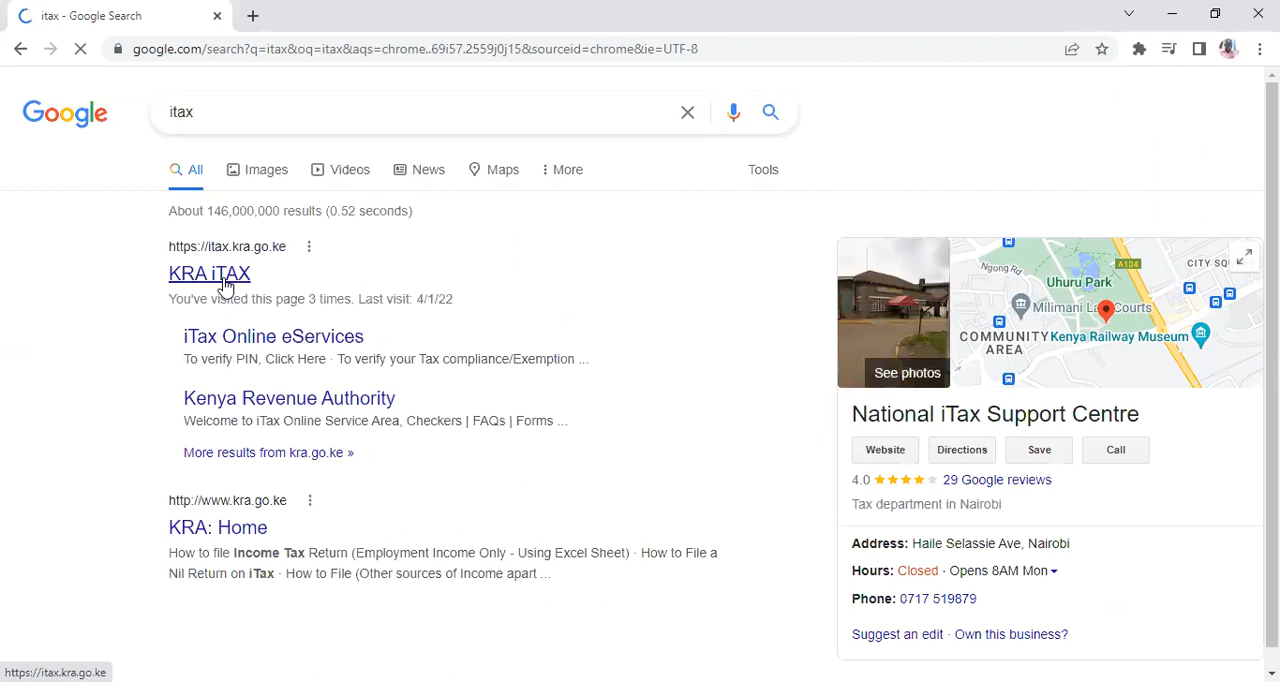 itax - Google Search
google.com/search?q=itax&oq=itax&aqs=chrome..69i57.2559j0j15&sourceid=chrome&ie=UTF-8
Google
itax
All
Images
Videos
News
Maps
More
Tools
About 146,000,000 results (0.52 seconds)
https://itax.kra.go.ke
KRA iTAX
You've visited this page 3 times. Last visit: 4/1/22
iTax Online eServices
To verify PIN, Click Here · To verify your Tax compliance/Exemption ...
Kenya Revenue Authority
Welcome to iTax Online Service Area, Checkers | FAQs | Forms ...
More results from kra.go.ke »
http://www.kra.go.ke
KRA: Home
How to file Income Tax Return (Employment Income Only - Using Excel Sheet) · How to File a
Nil Return on iTax · How to File (Other sources of Income apart ...
See photos
Ngong Rd
A104
CITY SQ
Uhuru Park
Milimani Law Courts
COMMUNITY
AREA
Kenya Railway Museum
National iTax Support Centre
Website
Directions
Save
Call
4.0
29 Google reviews
Tax department in Nairobi
Address: Haile Selassie Ave, Nairobi
Hours: Closed · Opens 8AM Mon
Phone: 0717 519879
Suggest an edit · Own this business?
https://itax.kra.go.ke